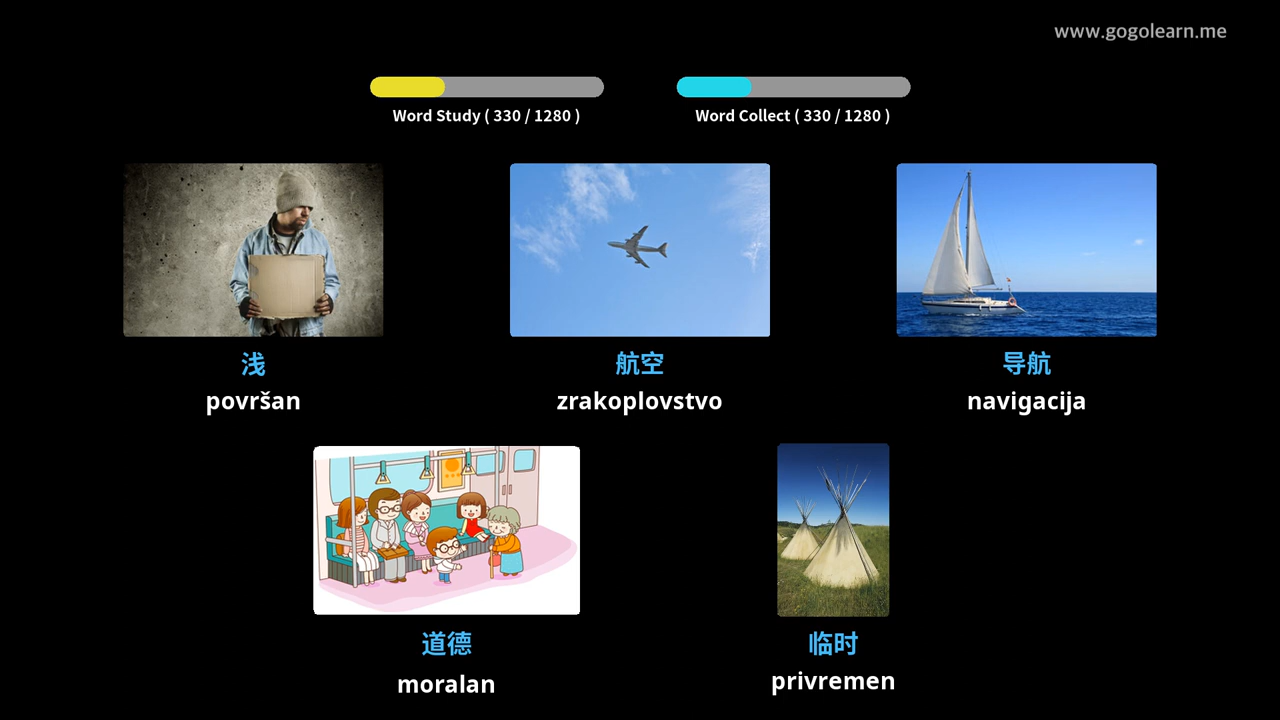 www.gogolearn.me
Word Study ( 330 / 1280 )
Word Collect ( 330 / 1280 )
浅
航空
导航
površan
zrakoplovstvo
navigacija
道德
临时
moralan
privremen